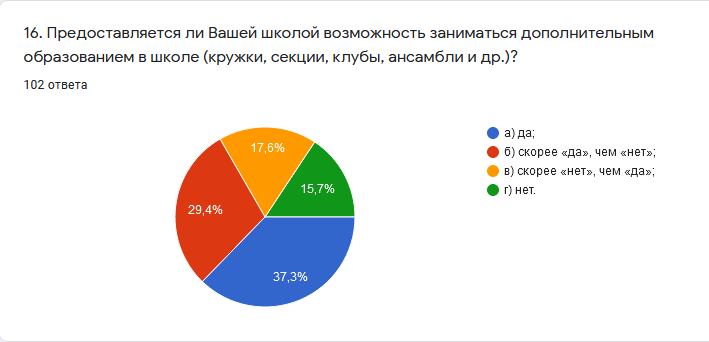 16. Предоставляется ли Вашей школой возможность заниматься дополнительным
образованием в школе (кружки, секции, клубы, ансамбли и др.)?
102 ответа
а) да;
б) скорее «да», чем «нет»;
в) скорее «нет», чем «да»;
г) нет.
17,6%
15,7%
29,4%
37,3%